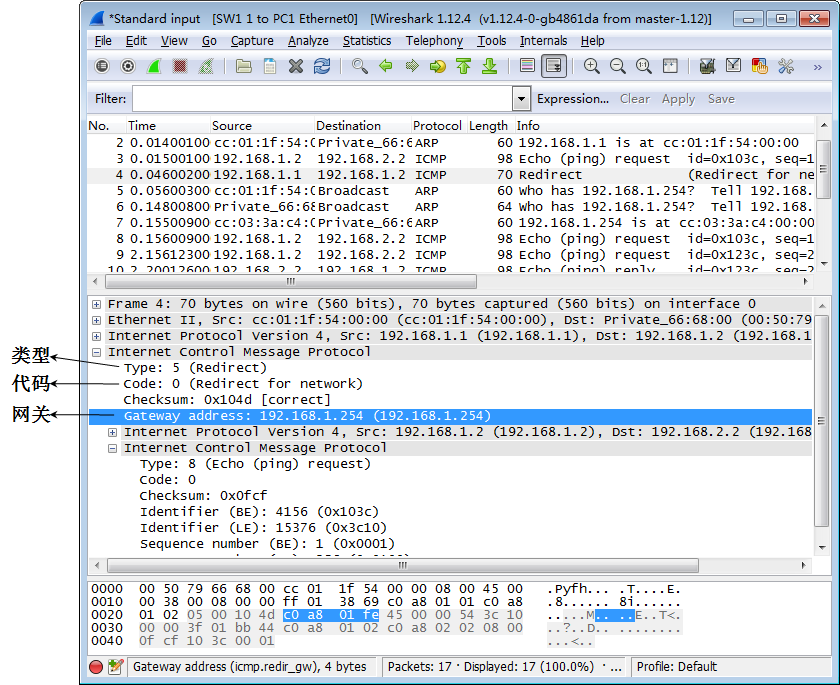 *Standard input [SW1 1 to PC1 Ethernet0] [Wireshark 1.12.4 (v1.12.4-0-gb4861da from master-1.12)]
File Edit View Go Capture Analyze Statistics Telephony Tools Internals Help
Filter: Expression... Clear Apply Save
No. Time Source Destination Protocol Length Info
2 0.01400100 cc:01:1f:54:0 Private_66:6 ARP 60 192.168.1.1 is at cc:01:1f:54:00:00
3 0.01500100 192.168.1.2 192.168.2.2 ICMP 98 Echo (ping) request id=0x103c, seq=1
4 0.04600200 192.168.1.1 192.168.1.2 ICMP 70 Redirect (Redirect for ne
5 0.05600300 cc:01:1f:54:0 Broadcast ARP 60 Who has 192.168.1.254? Tell 192.168.
6 0.14800800 Private_66:68 Broadcast ARP 64 Who has 192.168.1.254? Tell 192.168.
7 0.15500900 cc:03:3a:c4:0 Private_66:6 ARP 60 192.168.1.254 is at cc:03:3a:c4:00:
8 0.15600900 192.168.1.2 192.168.2.2 ICMP 98 Echo (ping) request id=0x103c, seq=1
9 2.15612300 192.168.1.2 192.168.2.2 ICMP 98 Echo (ping) request id=0x123c, seq=2
10 2.20012600 192.168.2.2 192.168.1.2 ICMP 98 Echo (ping) reply id=0x123c, seq=2
Frame 4: 70 bytes on wire (560 bits), 70 bytes captured (560 bits) on interface 0
Ethernet II, Src: cc:01:1f:54:00:00 (cc:01:1f:54:00:00), Dst: Private_66:68:00 (00:50:79
Internet Protocol Version 4, Src: 192.168.1.1 (192.168.1.1), Dst: 192.168.1.2 (192.168.1
Internet Control Message Protocol
类型 Type: 5 (Redirect)
代码 Code: 0 (Redirect for network)
Checksum: 0x104d [correct]
网关 Gateway address: 192.168.1.254 (192.168.1.254)
Internet Protocol Version 4, Src: 192.168.1.2 (192.168.1.2), Dst: 192.168.2.2 (192.168
Internet Control Message Protocol
Type: 8 (Echo (ping) request)
Code: 0
Checksum: 0x0fcf
Identifier (BE): 4156 (0x103c)
Identifier (LE): 15376 (0x3c10)
Sequence number (BE): 1 (0x0001)
0000 00 50 79 66 68 00 cc 01 1f 54 00 00 08 00 45 00 .Pyfh... .T....E.
0010 00 38 00 08 00 00 ff 01 38 69 c0 a8 01 01 c0 a8 .8...... 8i......
0020 01 02 05 00 10 4d c0 a8 01 fe 45 00 00 54 3c 10 .....M.. ..E..T<.
0030 00 00 3f 01 bb 44 c0 a8 01 02 c0 a8 02 02 08 00 ..?..D.. ........
0040 0f cf 10 3c 00 01 ...<..
Gateway address (icmp.redir_gw), 4 bytes Packets: 17 · Displayed: 17 (100.0%) · ... Profile: Default